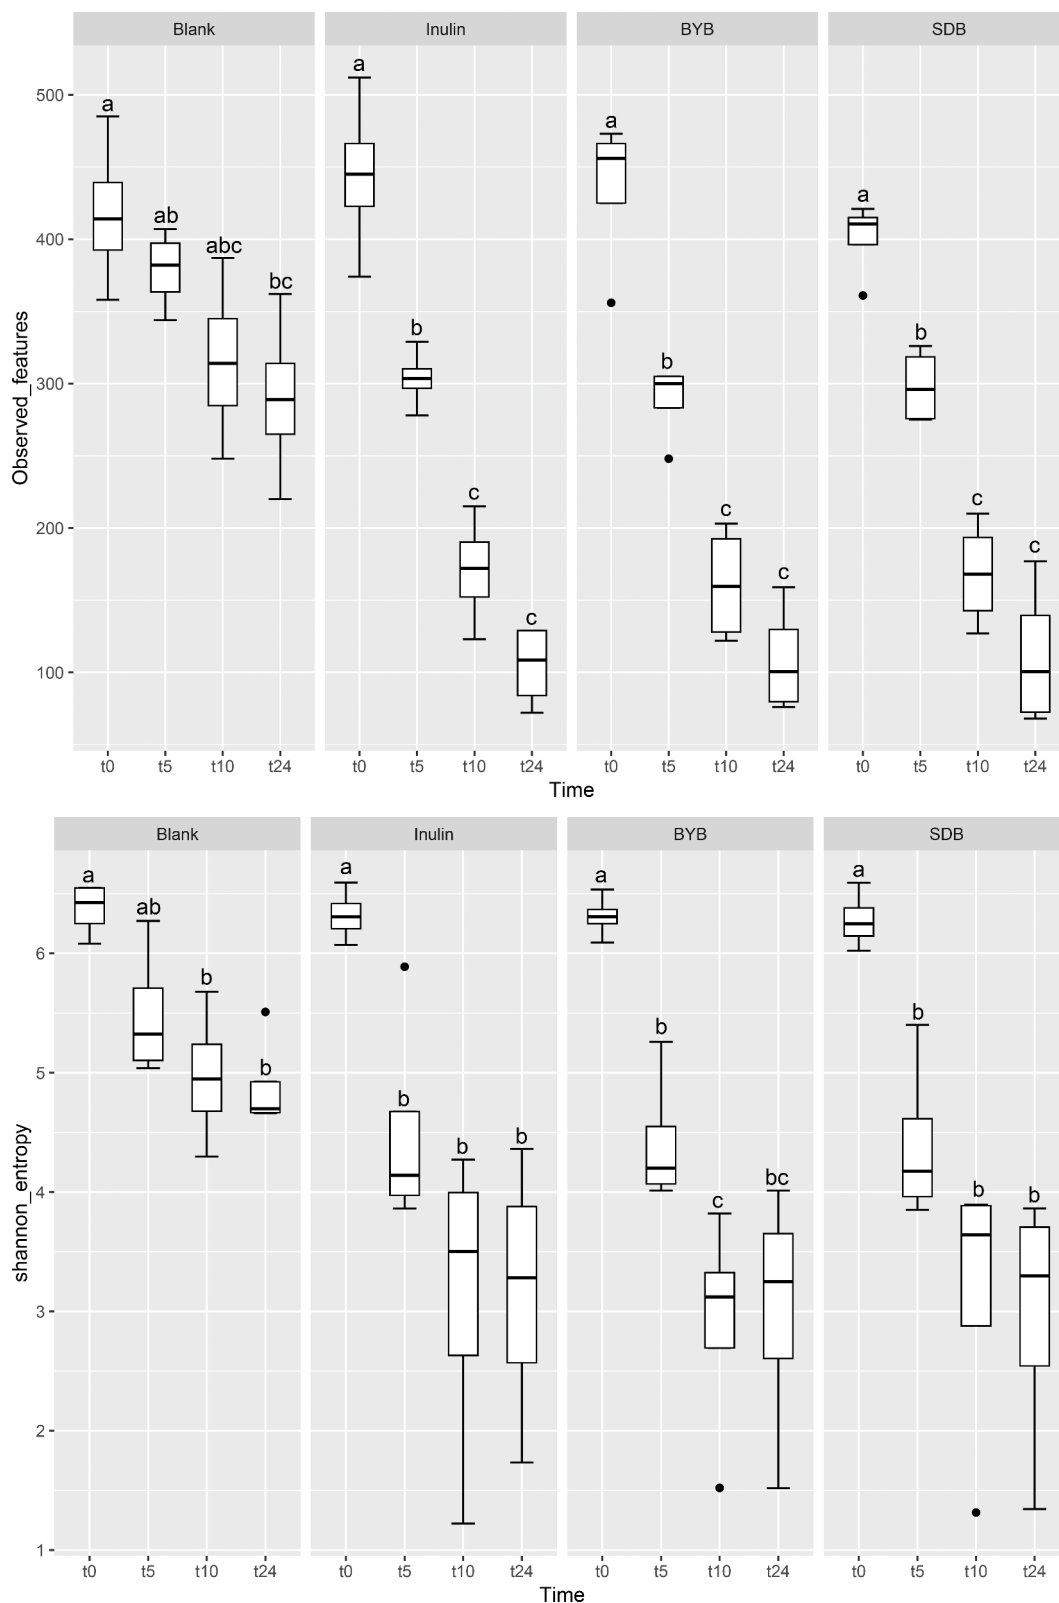 Blank Inulin BYB SDB
a a a a
ab b b b
abc c c c
bc c c c
500
400
300
200
100
Observed_features
t0 t5 t10 t24 t0 t5 t10 t24 t0 t5 t10 t24 t0 t5 t10 t24
Time
Blank Inulin BYB SDB
a a a a
ab b b b
b b c b
b b bc b
6
5
4
3
2
1
shannon_entropy
t0 t5 t10 t24 t0 t5 t10 t24 t0 t5 t10 t24 t0 t5 t10 t24
Time